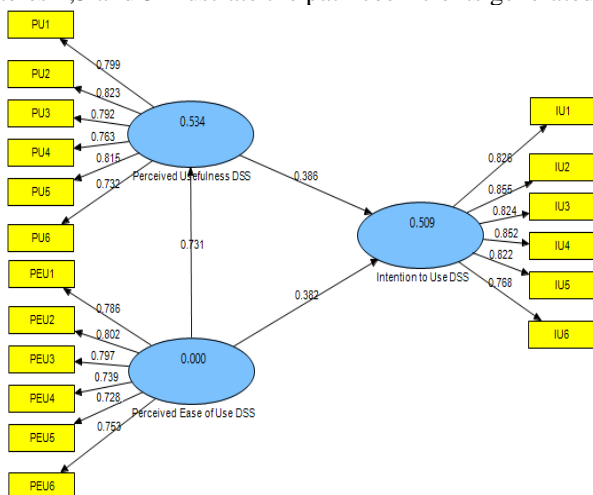 PU1
0.799
PU2
0.823
PU3
0.792
PU4
0.763
PU5
0.815
PU6
0.732
0.534
Perceived Usefulness DSS
0.386
0.731
PEU1
0.786
PEU2
0.802
PEU3
0.797
PEU4
0.739
PEU5
0.728
PEU6
0.753
0.000
Perceived Ease of Use DSS
0.382
0.509
Intention to Use DSS
IU1
0.826
IU2
0.855
IU3
0.824
IU4
0.852
IU5
0.822
IU6
0.768